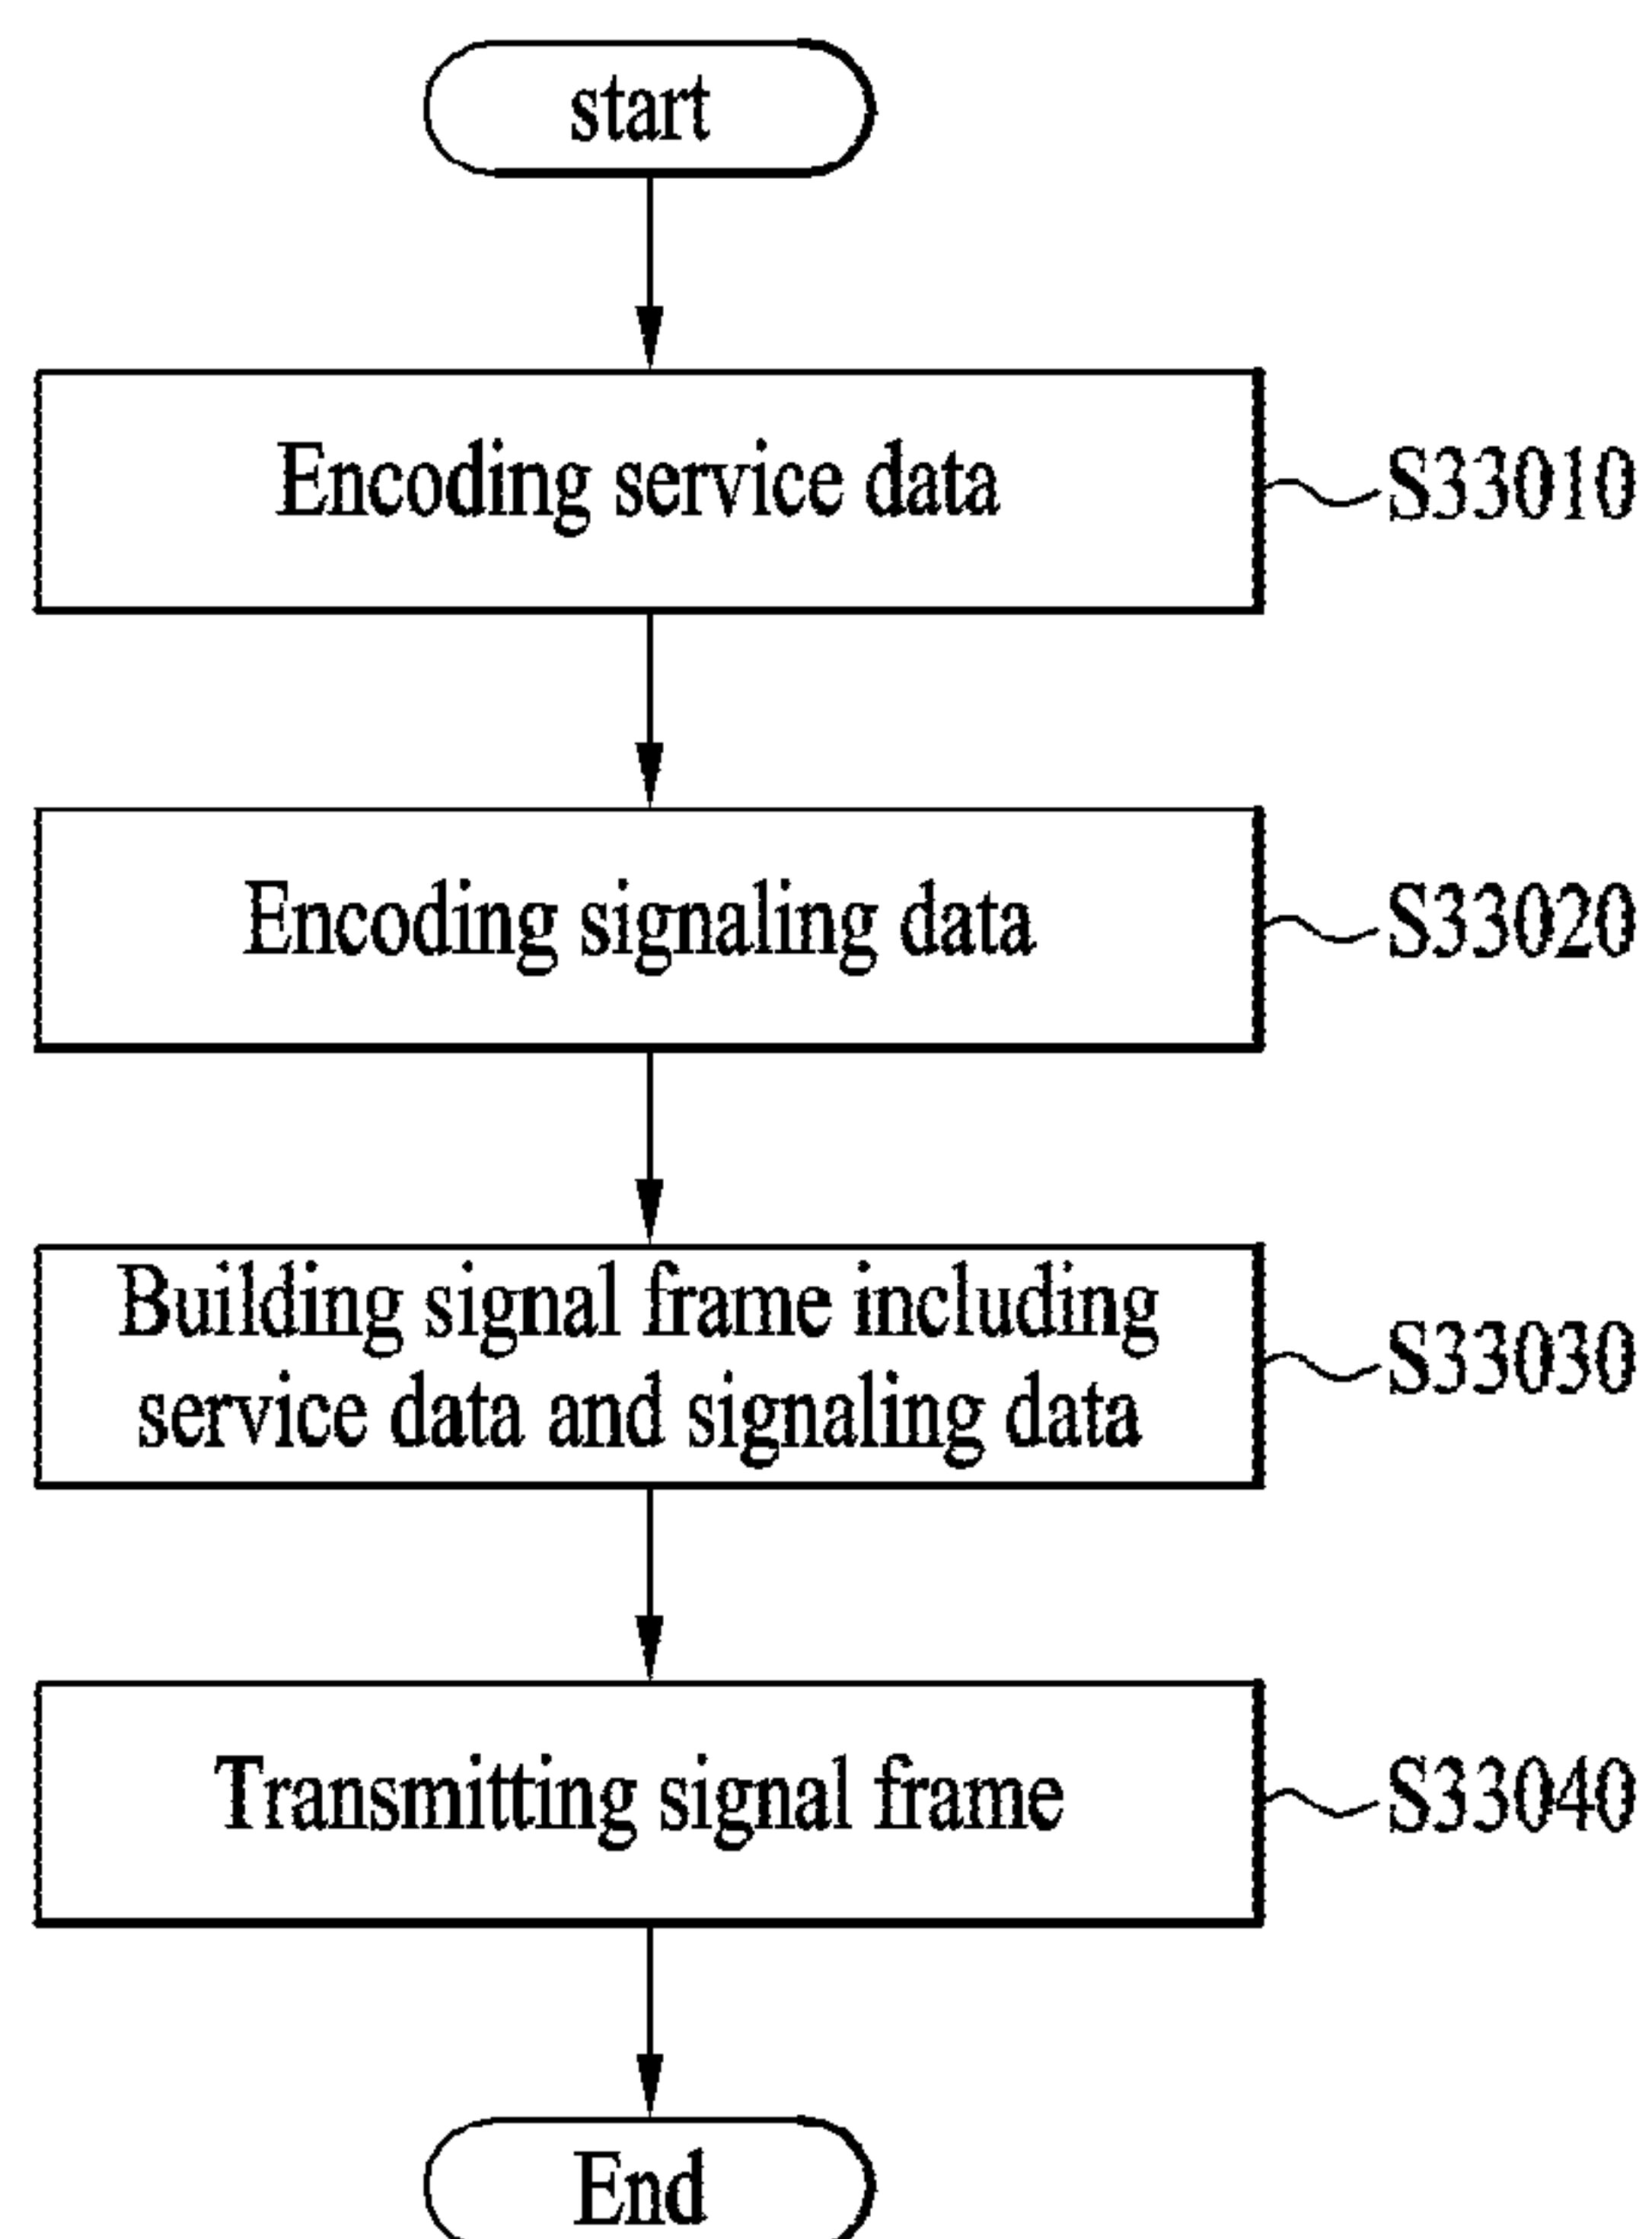 start
Encoding service data
S33010
Encoding signaling data
S33020
Building signal frame including
service data and signaling data
S33030
Transmitting signal frame
S33040
End